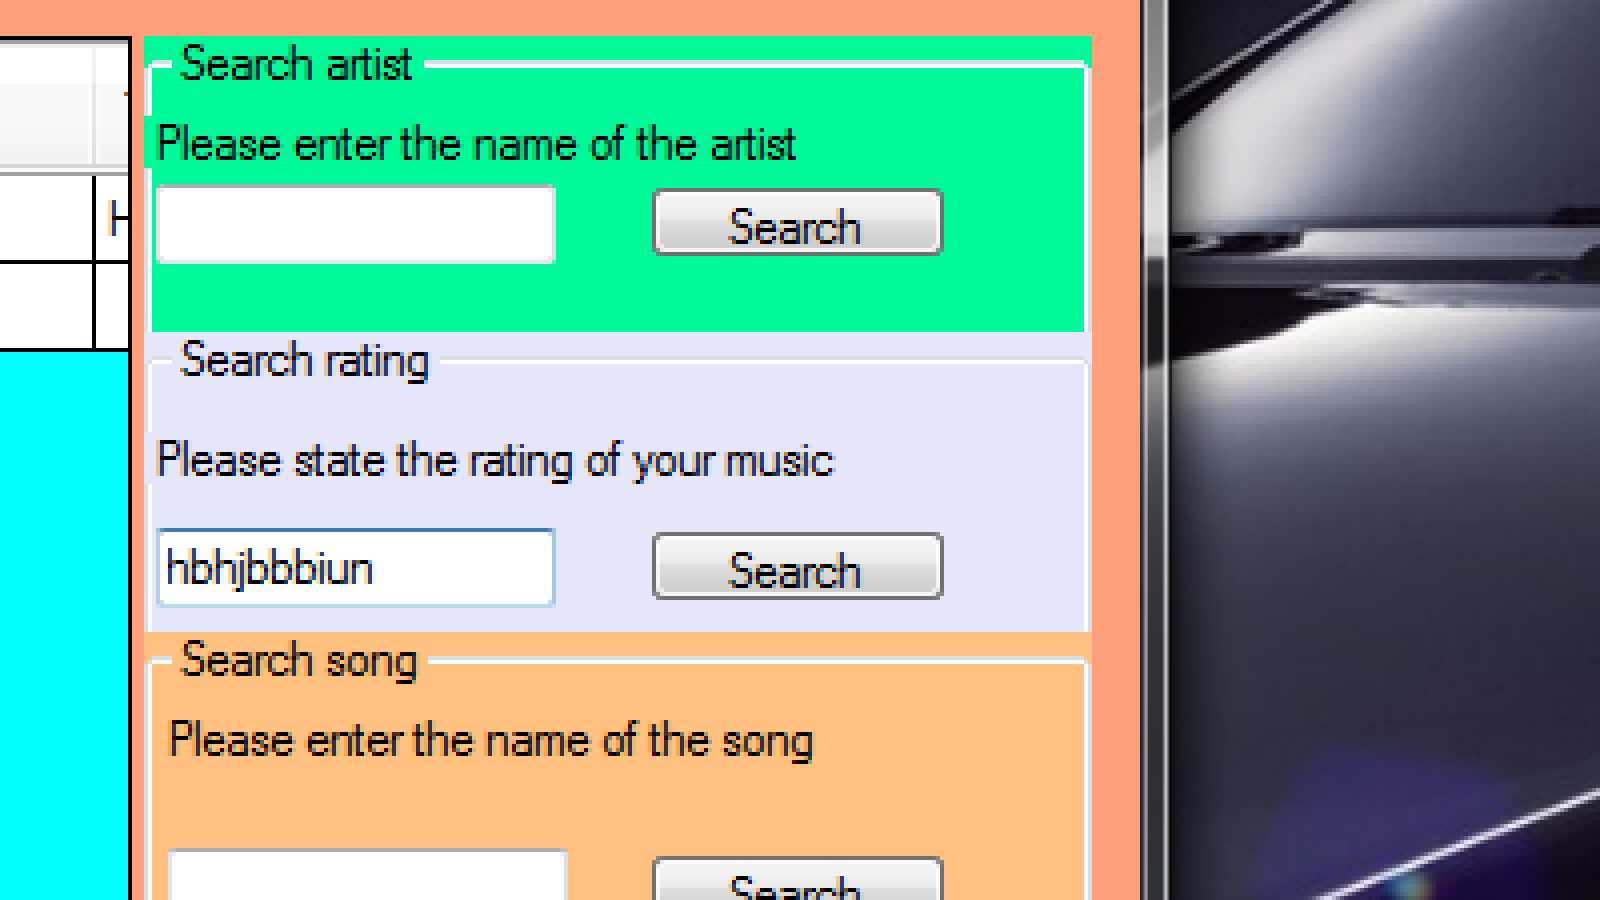 Search artist
Please enter the name of the artist
Search
H
Search rating
Please state the rating of your music
hbhjbbbiun
Search
Search song
Please enter the name of the song
Search